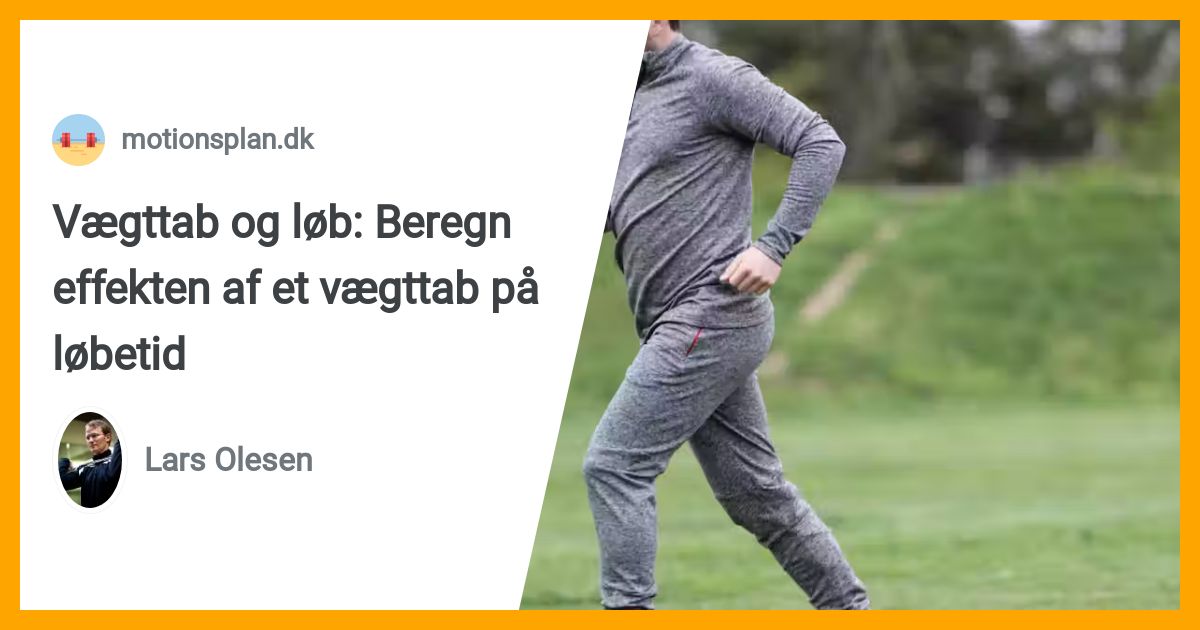 motionsplan.dk
Vægttab og løb: Beregn
effekten af et vægttab på
løbetid
Lars Olesen